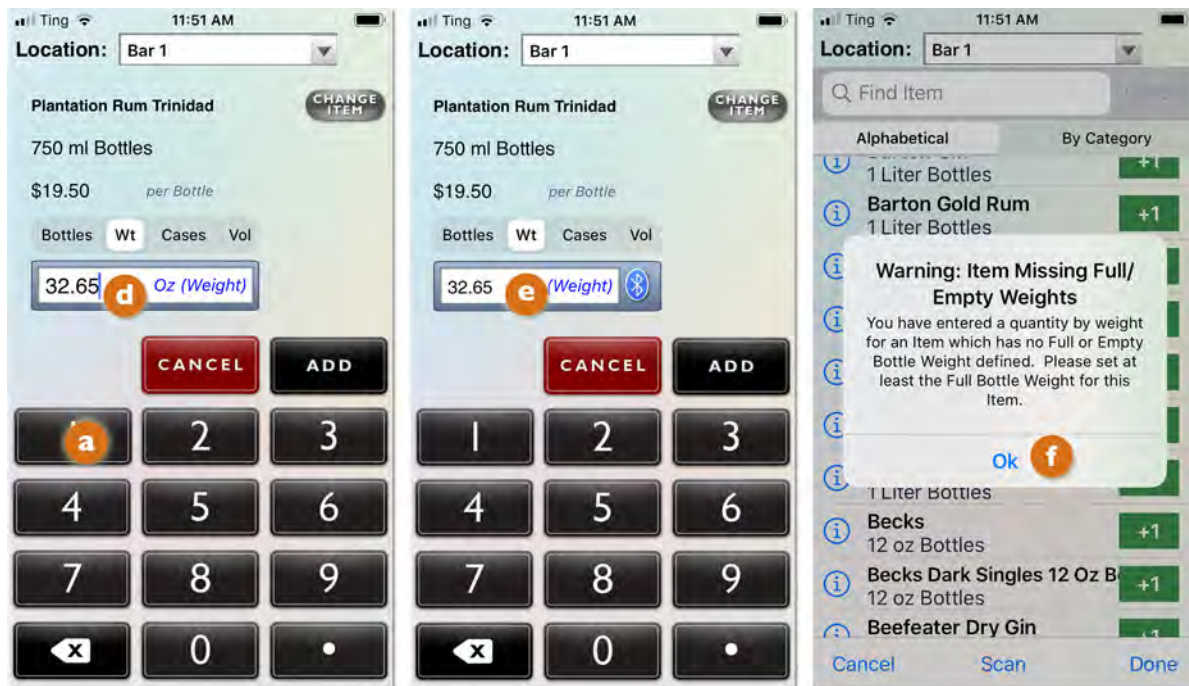 Ting 11:51 AM
Location: Bar 1
Plantation Rum Trinidad
CHANGE
ITEM
750 ml Bottles
$19.50 per Bottle
Bottles Wt Cases Vol
32.65 d Oz (Weight)
CANCEL ADD
a 2 3
4 5 6
7 8 9
x 0 .
Ting 11:51 AM
Location: Bar 1
Plantation Rum Trinidad
CHANGE
ITEM
750 ml Bottles
$19.50 per Bottle
Bottles Wt Cases Vol
32.65 e (Weight)
CANCEL ADD
1 2 3
4 5 6
7 8 9
x 0 .
Ting 11:51 AM
Location: Bar 1
Find Item
Alphabetical By Category
1 Liter Bottles +1
Barton Gold Rum
1 Liter Bottles +1
Warning: Item Missing Full/
Empty Weights
You have entered a quantity by weight
for an Item which has no Full or Empty
Bottle Weight defined. Please set at
least the Full Bottle Weight for this
Item.
Ok f
1 Liter Bottles
Becks
12 oz Bottles +1
Becks Dark Singles 12 Oz B
12 oz Bottles +1
Beefeater Dry Gin
Cancel Scan Done